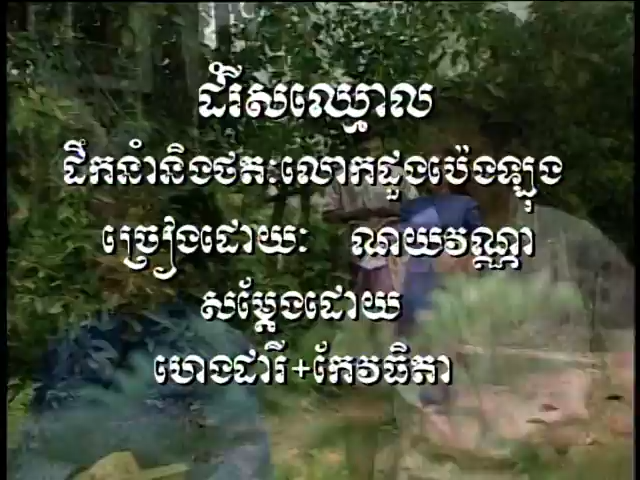 ដំរីសឈ្មោល
ដឹកនាំនិងថតៈលោកដួងប៉េងឡុង
ច្រៀងដោយៈ ណយវណ្ណា
សម្ដែងដោយ
ហេងដារី+កែវធិតា